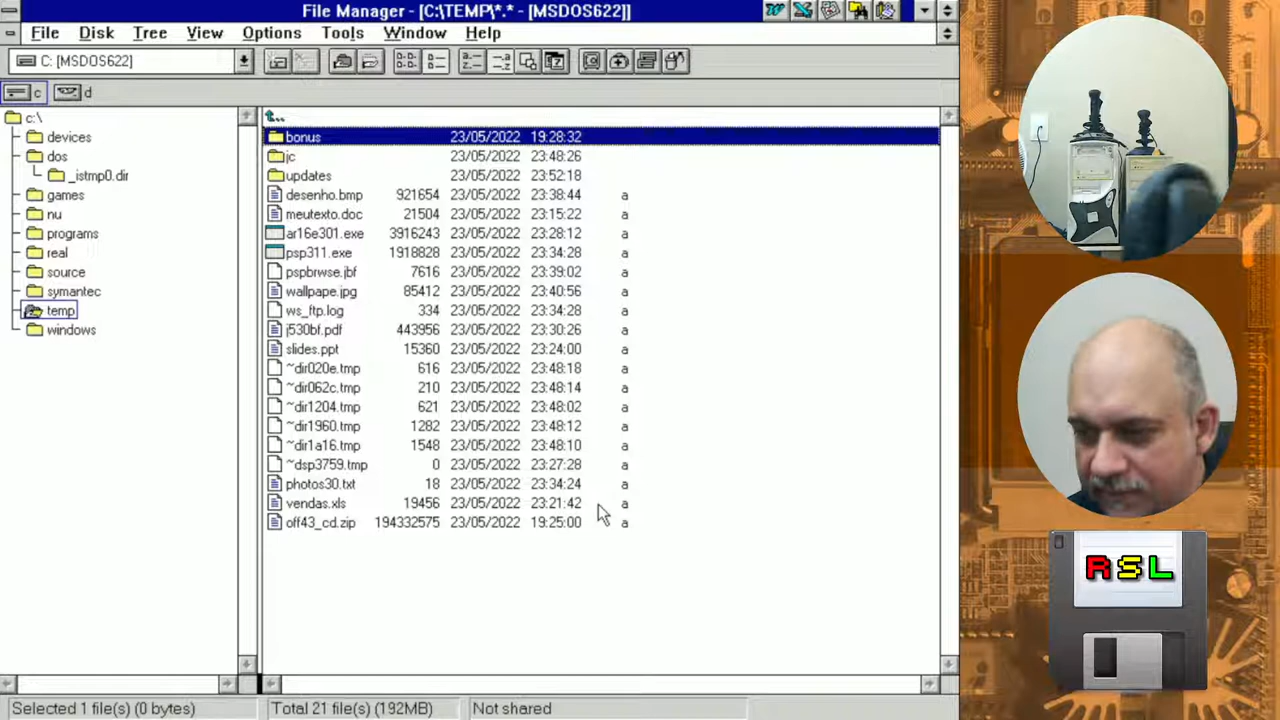 File Manager - [C:\TEMP\*.* - [MSDOS622]]
File Disk Tree View Options Tools Window Help
C: [MSDOS622]
c d
c:\
devices
dos
_istmp0.dir
games
nu
programs
real
source
symantec
temp
windows
bonus 23/05/2022 19:28:32
jc 23/05/2022 23:48:26
updates 23/05/2022 23:52:18
desenho.bmp 921654 23/05/2022 23:38:44 a
meutexto.doc 21504 23/05/2022 23:15:22 a
ar16e301.exe 3916243 23/05/2022 23:28:12 a
psp311.exe 1918828 23/05/2022 23:34:28 a
pspbrwse.jbf 7616 23/05/2022 23:39:02 a
wallpape.jpg 85412 23/05/2022 23:40:56 a
ws_ftp.log 334 23/05/2022 23:34:28 a
j530bf.pdf 443956 23/05/2022 23:30:26 a
slides.ppt 15360 23/05/2022 23:24:00 a
~dir020e.tmp 616 23/05/2022 23:48:18 a
~dir062c.tmp 210 23/05/2022 23:48:14 a
~dir1204.tmp 621 23/05/2022 23:48:02 a
~dir1960.tmp 1282 23/05/2022 23:48:12 a
~dir1a16.tmp 1548 23/05/2022 23:48:10 a
~dsp3759.tmp 0 23/05/2022 23:27:28 a
photos30.txt 18 23/05/2022 23:34:24 a
vendas.xls 19456 23/05/2022 23:21:42 a
off43_cd.zip 194332575 23/05/2022 19:25:00 a
Selected 1 file(s) (0 bytes) Total 21 file(s) (192MB) Not shared
RSL